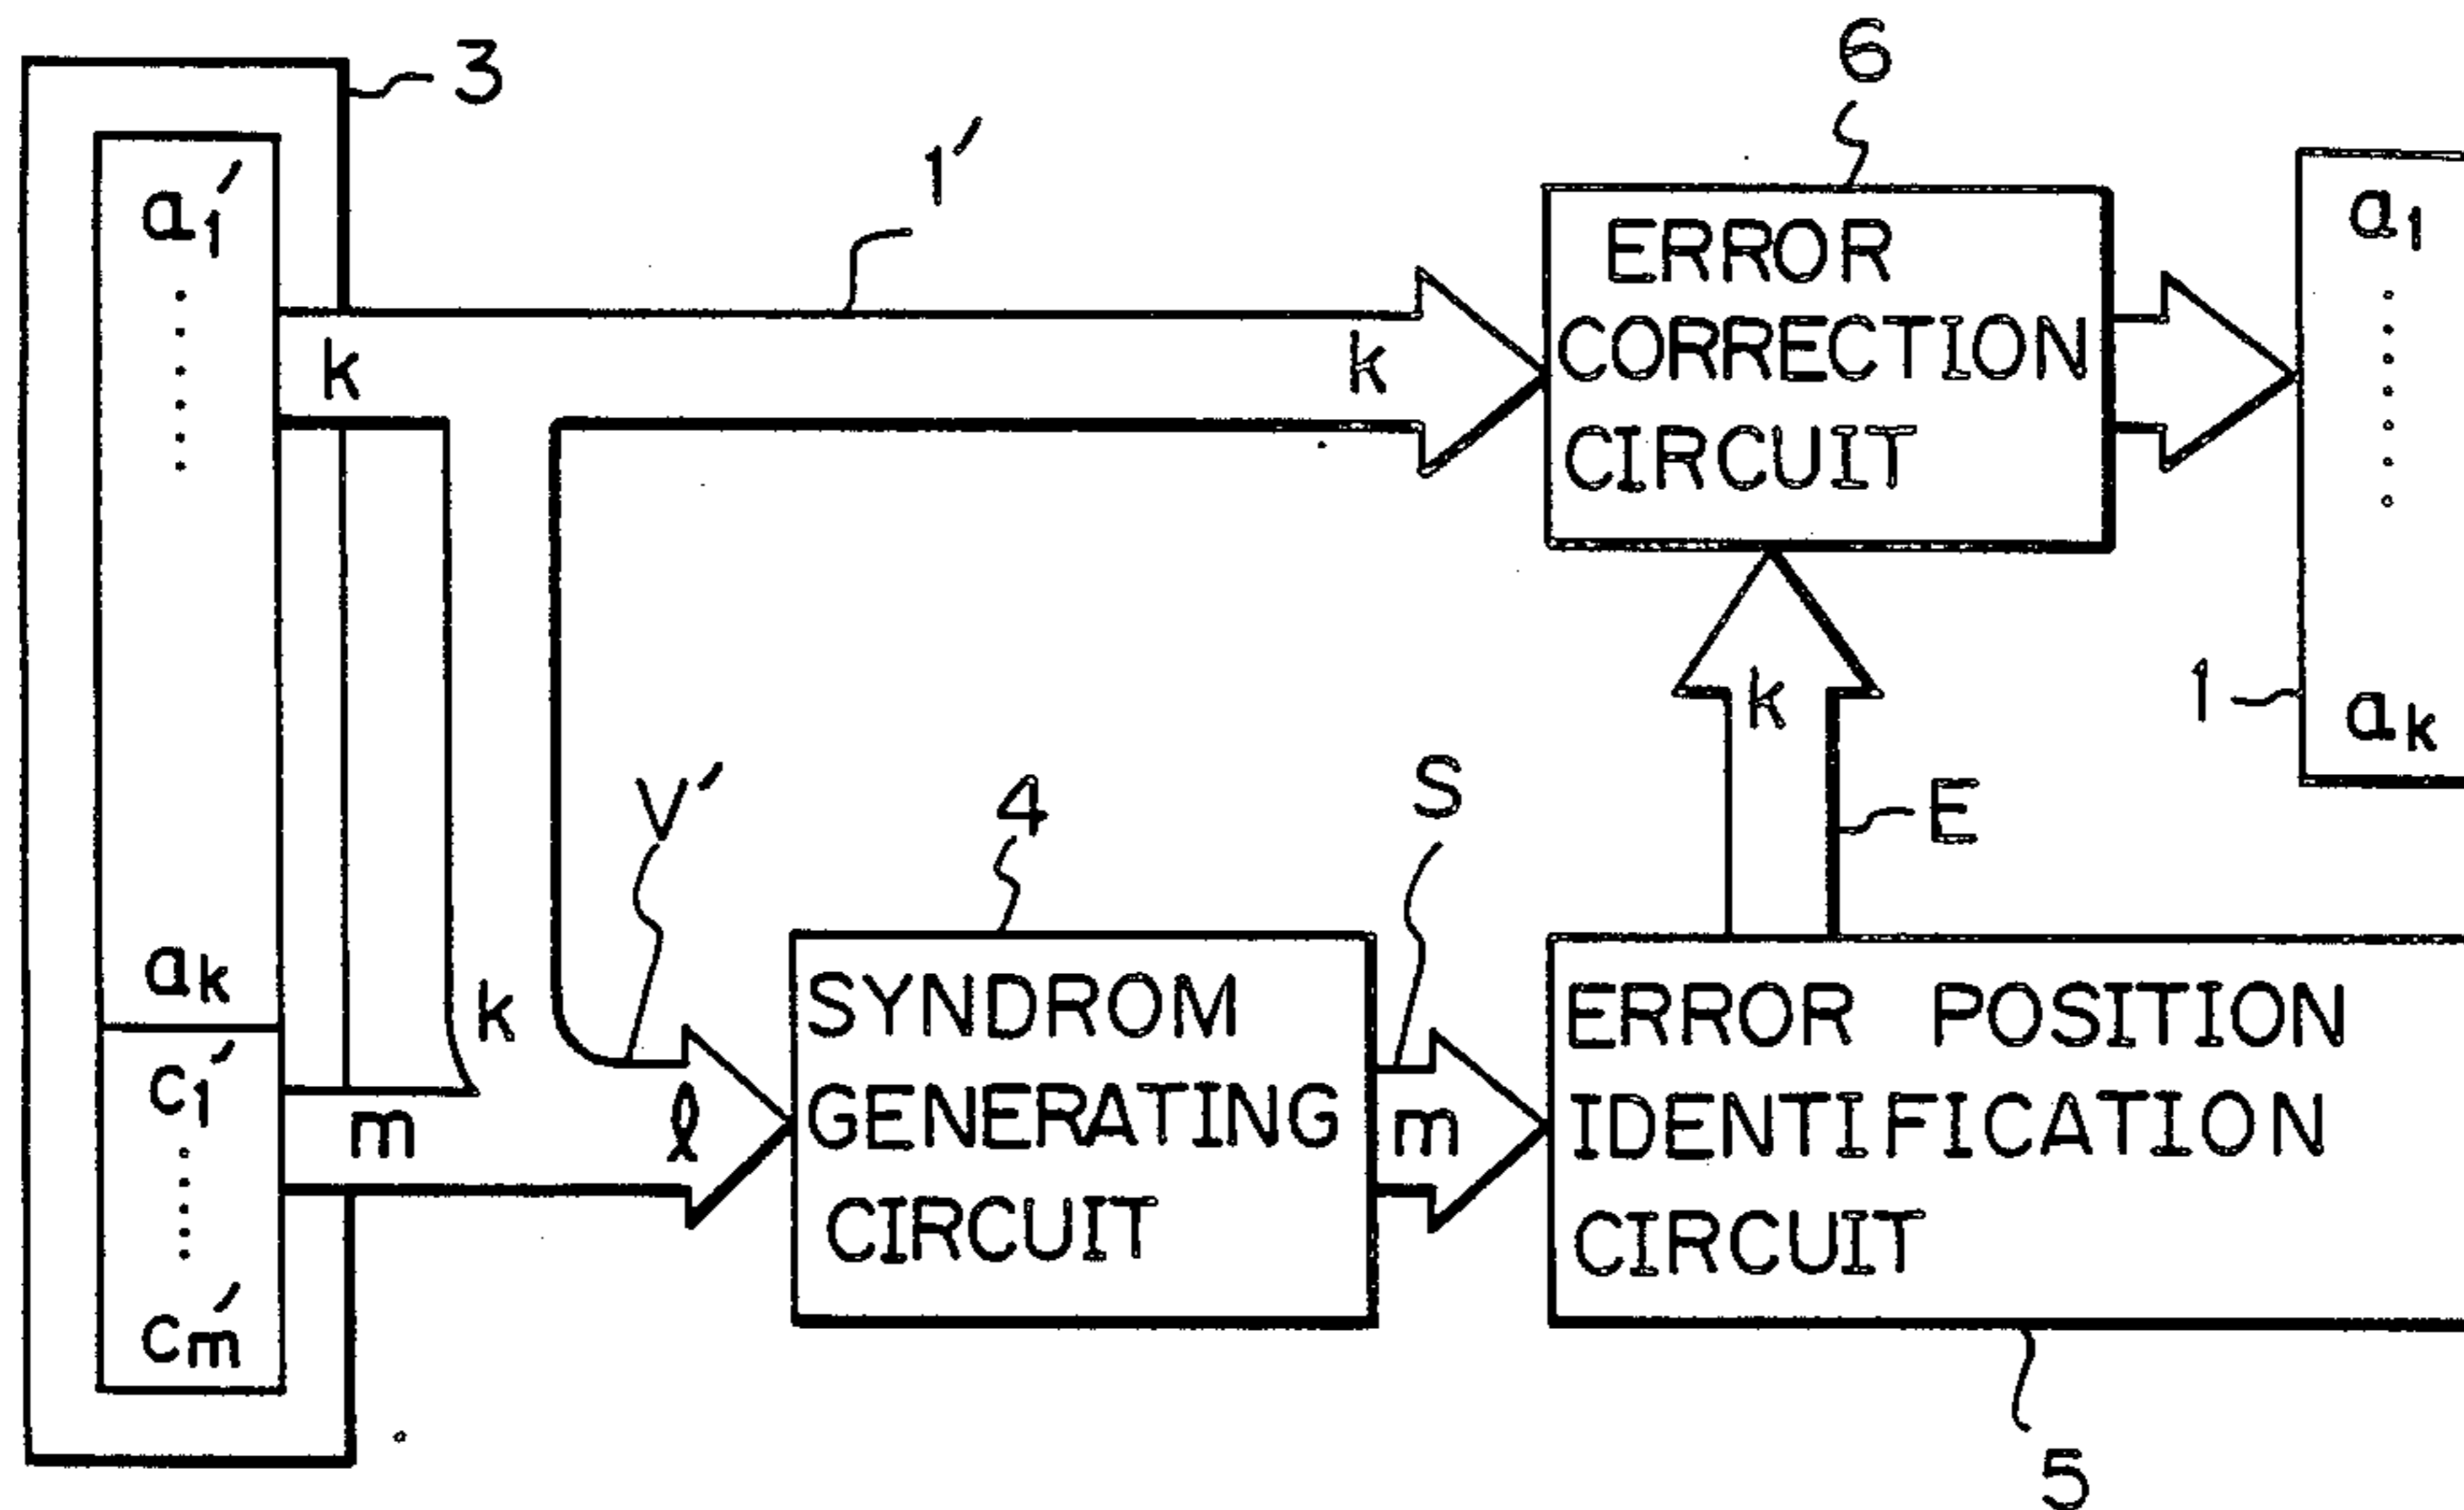 3
a1'
k
ak
c1'
m
cm'
1'
k
k
V'
ℓ
4
SYNDROM
GENERATING
CIRCUIT
S
m
6
ERROR
CORRECTION
CIRCUIT
k
E
ERROR POSITION
IDENTIFICATION
CIRCUIT
5
a1
1
ak